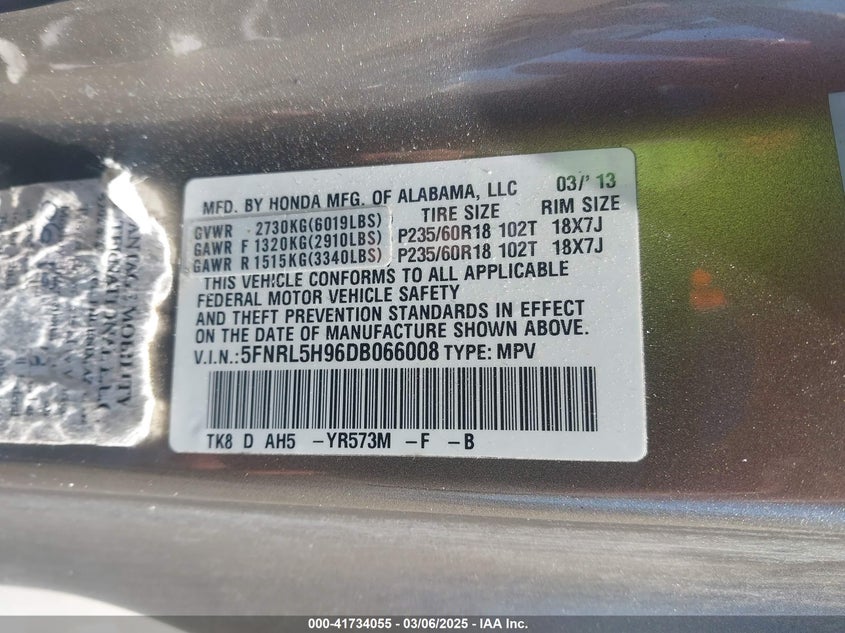 MFD. BY HONDA MFG. OF ALABAMA, LLC 03/' 13
TIRE SIZE RIM SIZE
GVWR 2730KG(6019LBS)
GAWR F 1320KG(2910LBS) P235/60R18 102T 18X7J
GAWR R 1515KG(3340LBS) P235/60R18 102T 18X7J
THIS VEHICLE CONFORMS TO ALL APPLICABLE
FEDERAL MOTOR VEHICLE SAFETY
AND THEFT PREVENTION STANDARDS IN EFFECT
ON THE DATE OF MANUFACTURE SHOWN ABOVE.
V.I.N.:5FNRL5H96DB066008 TYPE: MPV
TK8 D AH5 -YR573M -F -B
MOBILITY
000-41734055 - 03/06/2025 - IAA Inc.